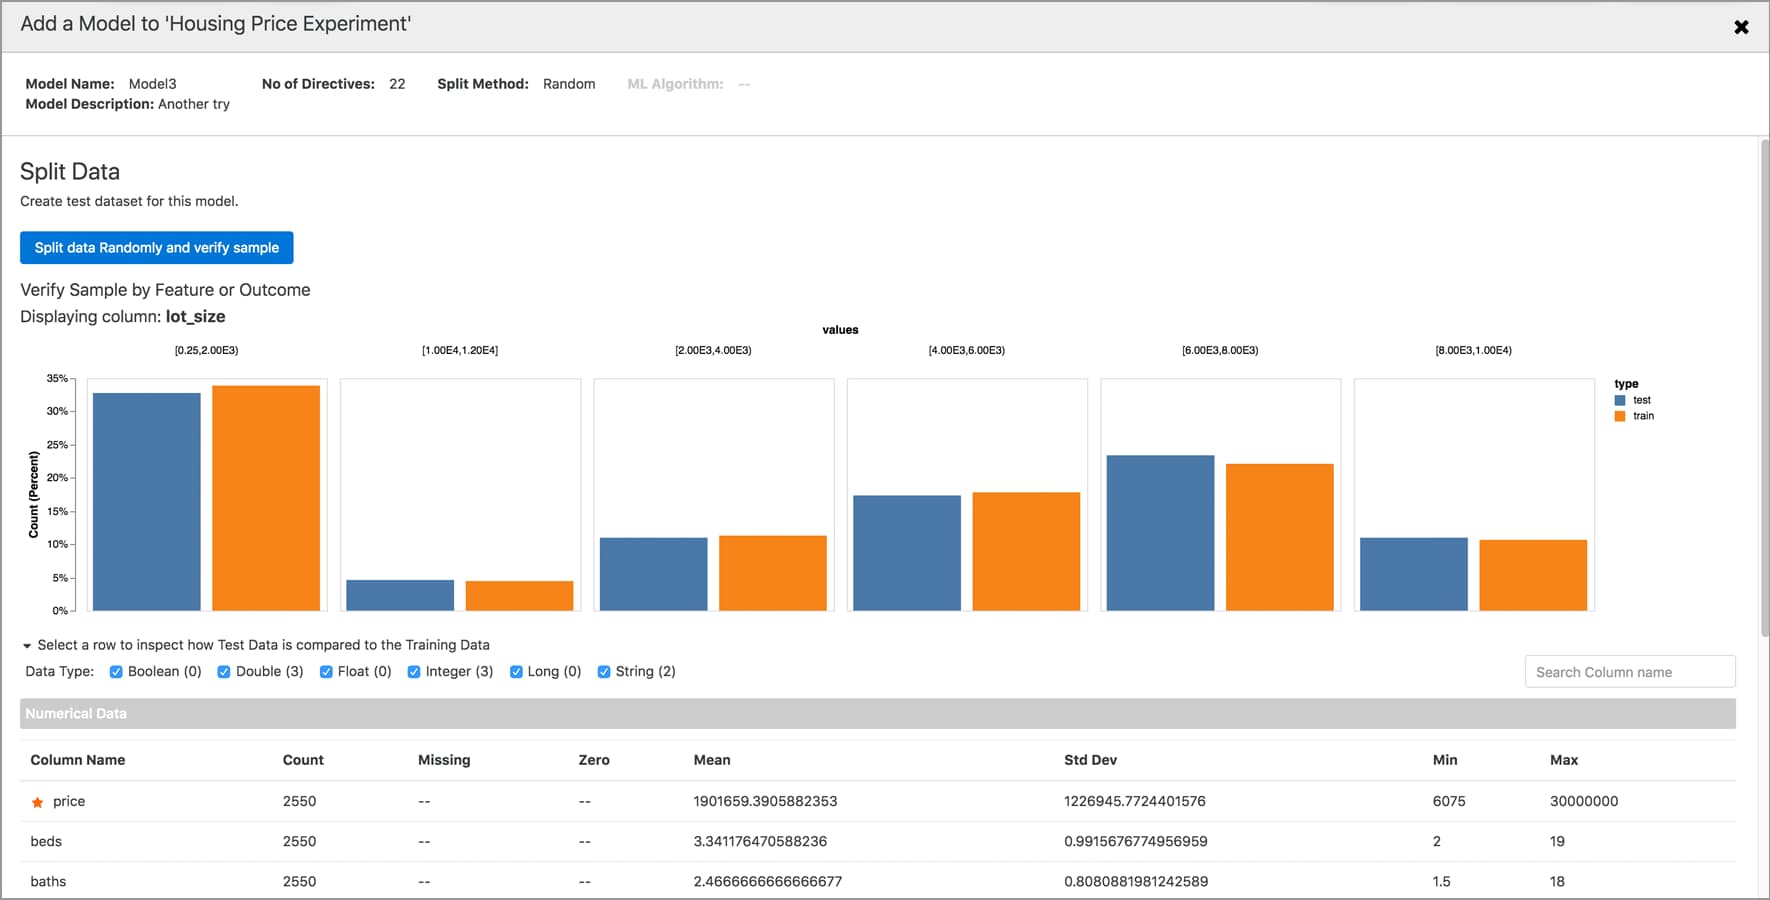 Add a Model to 'Housing Price Experiment'
Model Name: Model3 No of Directives: 22 Split Method: Random ML Algorithm: --
Model Description: Another try
Split Data
Create test dataset for this model.
Split data Randomly and verify sample
Verify Sample by Feature or Outcome
Displaying column: lot_size
values
[0.25,2.00E3) [1.00E4,1.20E4] [2.00E3,4.00E3) [4.00E3,6.00E3) [6.00E3,8.00E3) [8.00E3,1.00E4)
Count (Percent)
35%
30%
25%
20%
15%
10%
5%
0%
type
test
train
Select a row to inspect how Test Data is compared to the Training Data
Data Type: Boolean (0) Double (3) Float (0) Integer (3) Long (0) String (2) Search Column name
Numerical Data
Column Name Count Missing Zero Mean Std Dev Min Max
price 2550 -- -- 1901659.3905882353 1226945.7724401576 6075 30000000
beds 2550 -- -- 3.341176470588236 0.9915676774956959 2 19
baths 2550 -- -- 2.4666666666666677 0.8080881981242589 1.5 18